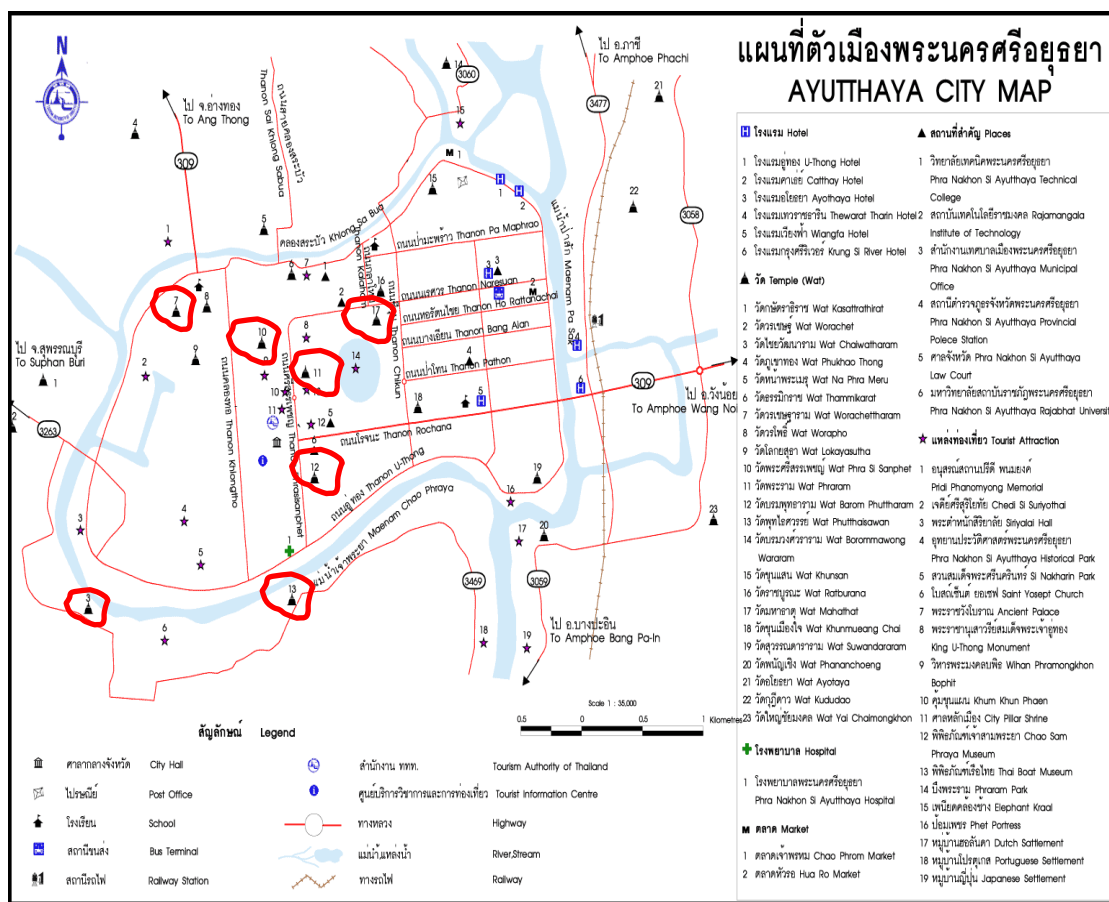 แผนที่ตัวเมืองพระนครศรีอยุธยา
AYUTTHAYA CITY MAP
N
ไป อ.ภาชี
To Amphoe Phachi
ไป จ.อ่างทอง
To Ang Thong
ถนนสายคลองสระบัว
Thanon Sai Khlong Sabua
3060
3477
309
3058
คลองสระบัว Khlong Sa Bua
ถนนป่ามะพร้าว Thanon Pa Maphrao
แม่น้ำป่าสัก Maenam Pa Sak
ถนนนเรศวร Thanon Naresuan
ถนนหอรัตนไชย Thanon Ho Rattanachai
ถนนบางเอียน Thanon Bang Aian
ถนนป่าโทน Thanon Pathon
Thanon Chikun
ไป จ.สุพรรณบุรี
To Suphan Buri
3263
309
ไป อ.วังน้อย
To Amphoe Wang Noi
ถนนคลองท่อ Thanon Khlongtho
ถนนโรจนะ Thanon Rochana
ถนนอู่ทอง Thanon U-Thong
แม่น้ำเจ้าพระยา Maenam Chao Phraya
3469
3059
ไป อ.บางปะอิน
To Amphoe Bang Pa-In
Scale 1 : 35,000
0.5 0 0.5 1 Kilometres
โรงแรม Hotel
1 โรงแรมอู่ทอง U-Thong Hotel
2 โรงแรมคาเธ่ย์ Catthay Hotel
3 โรงแรมอโยธยา Ayothaya Hotel
4 โรงแรมเทวราชธาริน Thewarat Tharin Hotel
5 โรงแรมเวียงฟ้า Wiangfa Hotel
6 โรงแรมกรุงศรีริเวอร์ Krung Si River Hotel
วัด Temple (Wat)
1 วัดกษัตราธิราช Wat Kasattrathirat
2 วัดวรเชษฐ์ Wat Worachet
3 วัดไชยวัฒนาราม Wat Chaiwatharam
4 วัดภูเขาทอง Wat Phukhao Thong
5 วัดหน้าพระเมรุ Wat Na Phra Meru
6 วัดธรรมิกราช Wat Thammikarat
7 วัดวรเชษฐาราม Wat Worachettharam
8 วัดวรโพธิ์ Wat Worapho
9 วัดโลกยสุธา Wat Lokayasutha
10 วัดพระศรีสรรเพชญ์ Wat Phra Si Sanphet
11 วัดพระราม Wat Phraram
12 วัดบรมพุทธาราม Wat Barom Phuttharam
13 วัดพุทไธศวรรย์ Wat Phutthaisawan
14 วัดบรมวงศ์วราราม Wat Borommawong
Wararam
15 วัดขุนแสน Wat Khunsan
16 วัดราชบูรณะ Wat Ratburana
17 วัดมหาธาตุ Wat Mahathat
18 วัดขุนเมืองใจ Wat Khunmueang Chai
19 วัดสุวรรณดาราราม Wat Suwandararam
20 วัดพนัญเชิง Wat Phananchoeng
21 วัดอโยธยา Wat Ayotaya
22 วัดกุฎีดาว Wat Kududao
23 วัดใหญ่ชัยมงคล Wat Yai Chaimongkhon
โรงพยาบาล Hospital
1 โรงพยาบาลพระนครศรีอยุธยา
Phra Nakhon Si Ayutthaya Hospital
M ตลาด Market
1 ตลาดเจ้าพรหม Chao Phrom Market
2 ตลาดหัวรอ Hua Ro Market
สถานที่สำคัญ Places
1 วิทยาลัยเทคนิคพระนครศรีอยุธยา
Phra Nakhon Si Ayutthaya Technical
College
2 สถาบันเทคโนโลยีราชมงคล Rajamangala
Institute of Technology
3 สำนักงานเทศบาลเมืองพระนครศรีอยุธยา
Phra Nakhon Si Ayutthaya Municipal
Office
4 สถานีตำรวจภูธรจังหวัดพระนครศรีอยุธยา
Phra Nakhon Si Ayutthaya Provincial
Polece Station
5 ศาลจังหวัด Phra Nakhon Si Ayutthaya
Law Court
6 มหาวิทยาลัยสถาบันราชภัฏพระนครศรีอยุธยา
Phra Nakhon Si Ayutthaya Rajabhat Universit
แหล่งท่องเที่ยว Tourist Attraction
1 อนุสรณ์สถานปรีดี พนมยงค์
Pridi Phanomyong Memorial
2 เจดีย์ศรีสุริโยทัย Chedi Si Suriyothai
3 พระตำหนักสิริยาลัย Siriyalai Hall
4 อุทยานประวัติศาสตร์พระนครศรีอยุธยา
Phra Nakhon Si Ayutthaya Historical Park
5 สวนสมเด็จพระศรีนครินทร์ Si Nakharin Park
6 โบสถ์เซ็นต์ ยอเซฟ Saint Yosept Church
7 พระราชวังโบราณ Ancient Palace
8 พระราชานุสาวรีย์สมเด็จพระเจ้าอู่ทอง
King U-Thong Monument
9 วิหารพระมงคลบพิธ Wihan Phramongkhon
Bophit
10 คุ้มขุนแผน Khum Khun Phaen
11 ศาลหลักเมือง City Pillar Shrine
12 พิพิธภัณฑ์เจ้าสามพระยา Chao Sam
Phraya Museum
13 พิพิธภัณฑ์เรือไทย Thai Boat Museum
14 บึงพระราม Phraram Park
15 เพนียดคล้องช้าง Elephant Kraal
16 ป้อมเพชร Phet Portress
17 หมู่บ้านฮอลันดา Dutch Sattlement
18 หมู่บ้านโปรตุเกส Portuguese Settlement
19 หมู่บ้านญี่ปุ่น Japanese Settlement
สัญลักษณ์ Legend
ศาลากลางจังหวัด City Hall
ไปรษณีย์ Post Office
โรงเรียน School
สถานีขนส่ง Bus Terminal
สถานีรถไฟ Railway Station
สำนักงาน ททท. Tourism Authority of Thailand
ศูนย์บริการวิชาการและการท่องเที่ยว Tourist Information Centre
ทางหลวง Highway
แม่น้ำ,แหล่งน้ำ River,Stream
ทางรถไฟ Railway